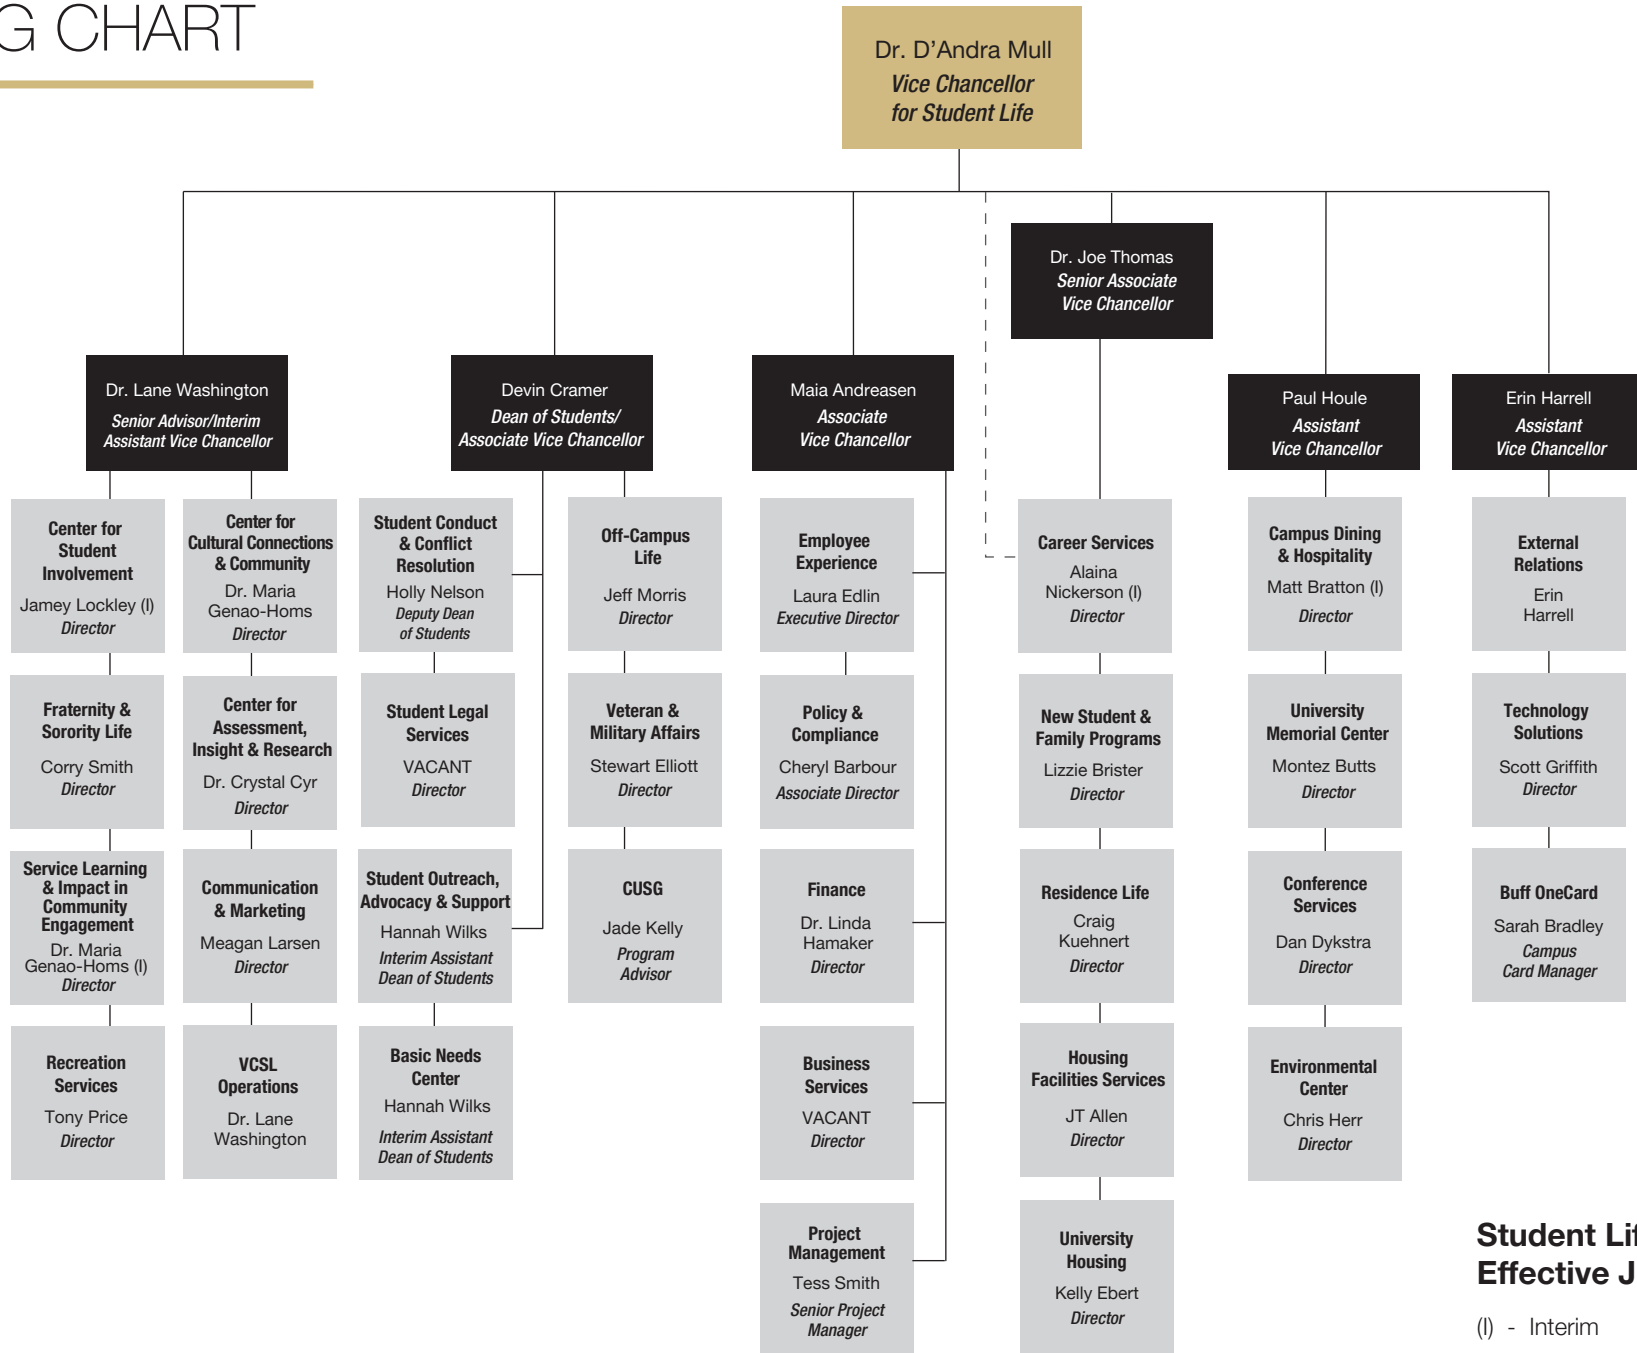 G CHART
Dr. D’Andra Mull
Vice Chancellor
for Student Life
Dr. Joe Thomas
Senior Associate
Vice Chancellor
Dr. Lane Washington
Senior Advisor/Interim
Assistant Vice Chancellor
Devin Cramer
Dean of Students/
Associate Vice Chancellor
Maia Andreasen
Associate
Vice Chancellor
Paul Houle
Assistant
Vice Chancellor
Erin Harrell
Assistant
Vice Chancellor
Center for
Student
Involvement
Jamey Lockley (I)
Director
Fraternity &
Sorority Life
Corry Smith
Director
Service Learning
& Impact in
Community
Engagement
Dr. Maria
Genao-Homs (I)
Director
Recreation
Services
Tony Price
Director
Center for
Cultural Connections
& Community
Dr. Maria
Genao-Homs
Director
Center for
Assessment,
Insight & Research
Dr. Crystal Cyr
Director
Communication
& Marketing
Meagan Larsen
Director
VCSL
Operations
Dr. Lane
Washington
Student Conduct
& Conflict
Resolution
Holly Nelson
Deputy Dean
of Students
Student Legal
Services
VACANT
Director
Student Outreach,
Advocacy & Support
Hannah Wilks
Interim Assistant
Dean of Students
Basic Needs
Center
Hannah Wilks
Interim Assistant
Dean of Students
Off-Campus
Life
Jeff Morris
Director
Veteran &
Military Affairs
Stewart Elliott
Director
CUSG
Jade Kelly
Program
Advisor
Employee
Experience
Laura Edlin
Executive Director
Policy &
Compliance
Cheryl Barbour
Associate Director
Finance
Dr. Linda
Hamaker
Director
Business
Services
VACANT
Director
Project
Management
Tess Smith
Senior Project
Manager
Career Services
Alaina
Nickerson (I)
Director
New Student &
Family Programs
Lizzie Brister
Director
Residence Life
Craig
Kuehnert
Director
Housing
Facilities Services
JT Allen
Director
University
Housing
Kelly Ebert
Director
Campus Dining
& Hospitality
Matt Bratton (I)
Director
University
Memorial Center
Montez Butts
Director
Conference
Services
Dan Dykstra
Director
Environmental
Center
Chris Herr
Director
External
Relations
Erin
Harrell
Technology
Solutions
Scott Griffith
Director
Buff OneCard
Sarah Bradley
Campus
Card Manager
Student Lif
Effective J
(I) - Interim